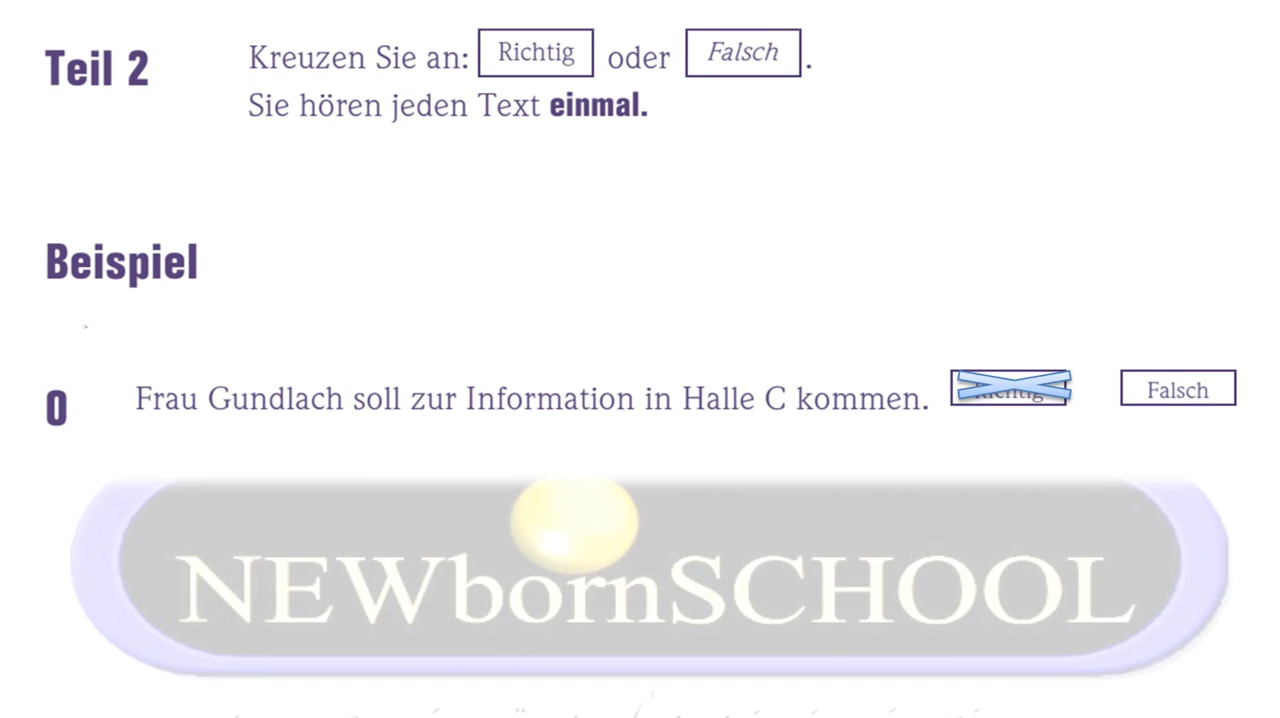 Teil 2
Kreuzen Sie an: Richtig oder Falsch.
Sie hören jeden Text einmal.
Beispiel
0 Frau Gundlach soll zur Information in Halle C kommen. Richtig Falsch
NEWbornSCHOOL